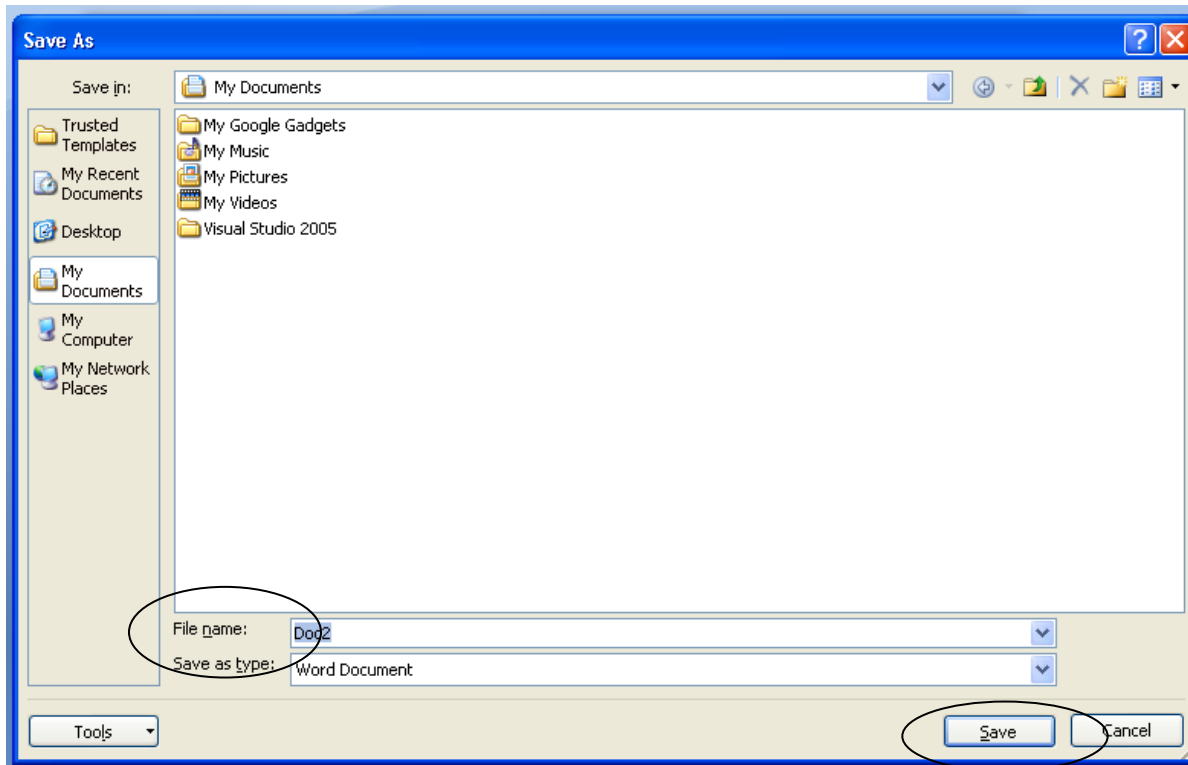 Save As
Save in:
My Documents
Trusted
Templates
My Recent
Documents
Desktop
My
Documents
My
Computer
My Network
Places
My Google Gadgets
My Music
My Pictures
My Videos
Visual Studio 2005
File name:
Doc2
Save as type:
Word Document
Tools
Save
Cancel